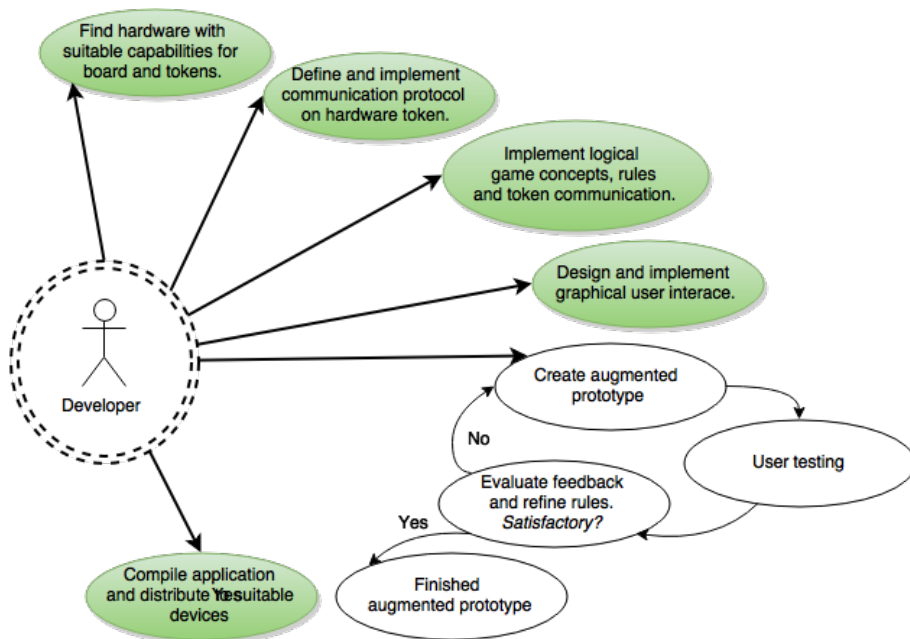 Find hardware with
suitable capabilities for
board and tokens.
Define and implement
communication protocol
on hardware token.
Implement logical
game concepts, rules
and token communication.
Design and implement
graphical user interace.
Developer
Create augmented
prototype
No
User testing
Evaluate feedback
and refine rules.
Satisfactory?
Yes
Finished
augmented prototype
Compile application
and distribute to suitable
devices
Yes